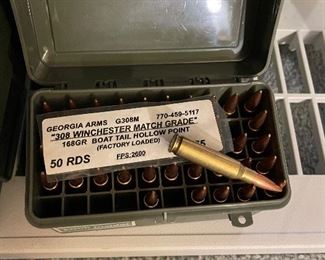 GEORGIA ARMS G308M 770-459-5117
"308 WINCHESTER MATCH GRADE"
168GR BOAT TAIL HOLLOW POINT
(FACTORY LOADED)
50 RDS
FPS:2600